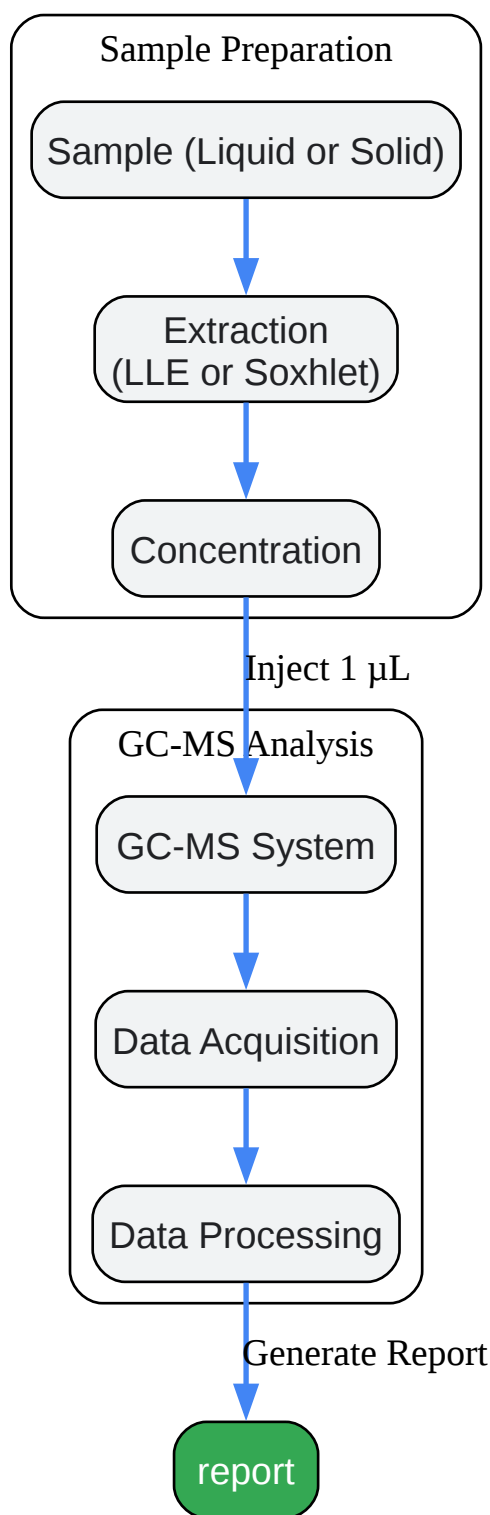 Sample Preparation
Sample (Liquid or Solid)
Extraction
(LLE or Soxhlet)
Concentration
Inject 1 µL
GC-MS Analysis
GC-MS System
Data Acquisition
Data Processing
Generate Report
report